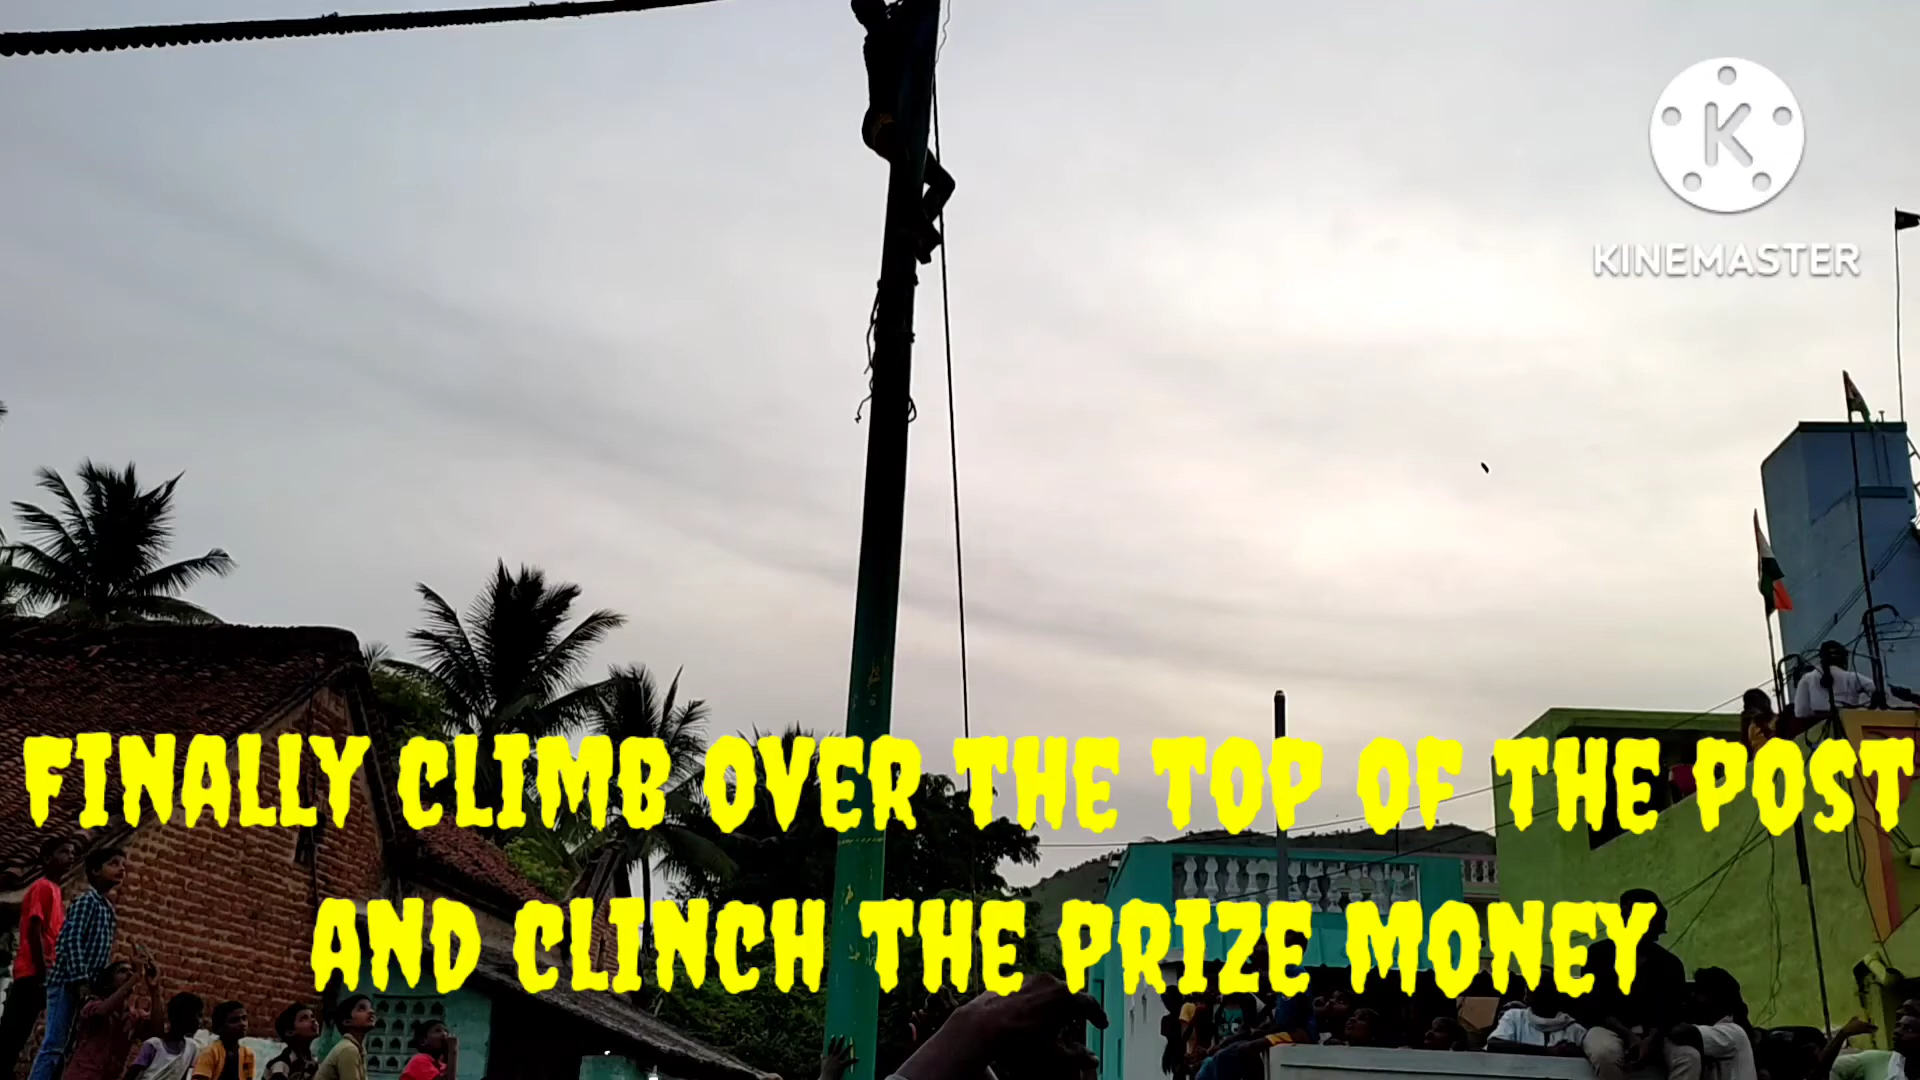 K
KINEMASTER
FINALLY CLIMB OVER THE TOP OF THE POST
AND CLINCH THE PRIZE MONEY